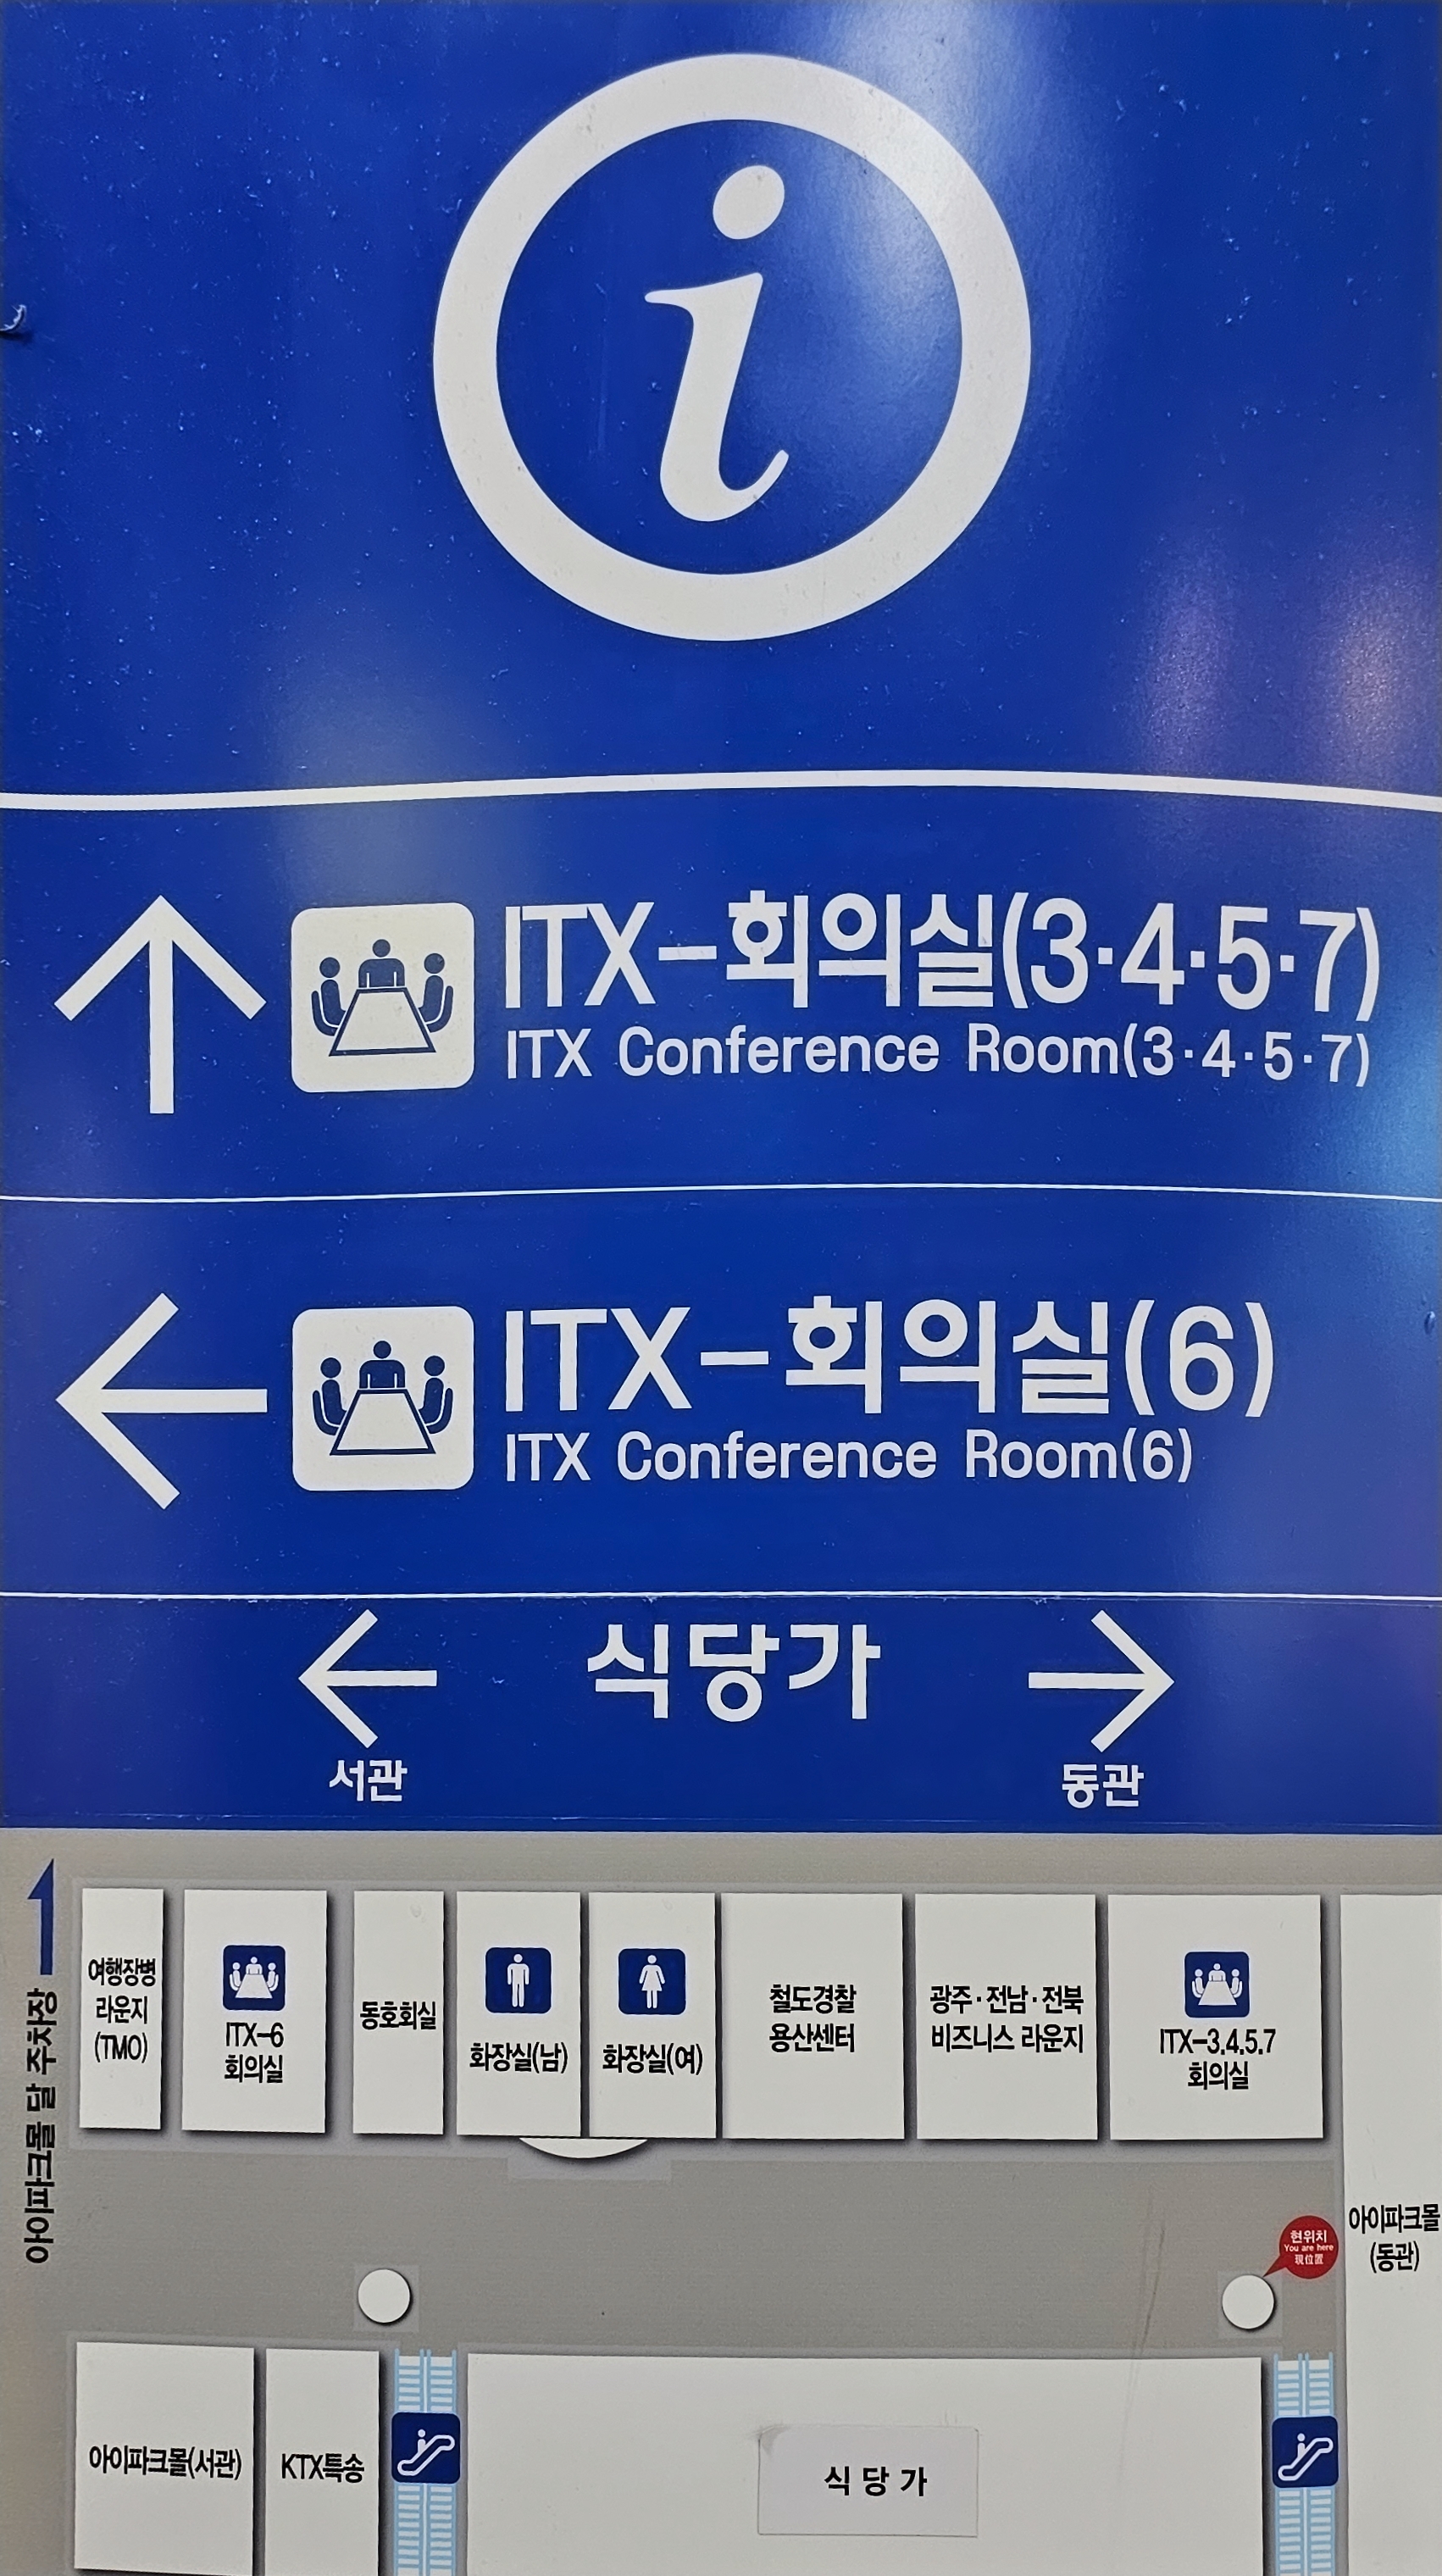 i
ITX-회의실(3·4·5·7)
ITX Conference Room(3·4·5·7)
ITX-회의실(6)
ITX Conference Room(6)
식당가
서관
동관
아이파크몰 달 주차장
여행장병
라운지
(TMO)
ITX-6
회의실
동호회실
화장실(남)
화장실(여)
철도경찰
용산센터
광주·전남·전북
비즈니스 라운지
ITX-3.4.5.7
회의실
현위치
You are here
現位置
아이파크몰
(동관)
아이파크몰(서관)
KTX특송
식당가